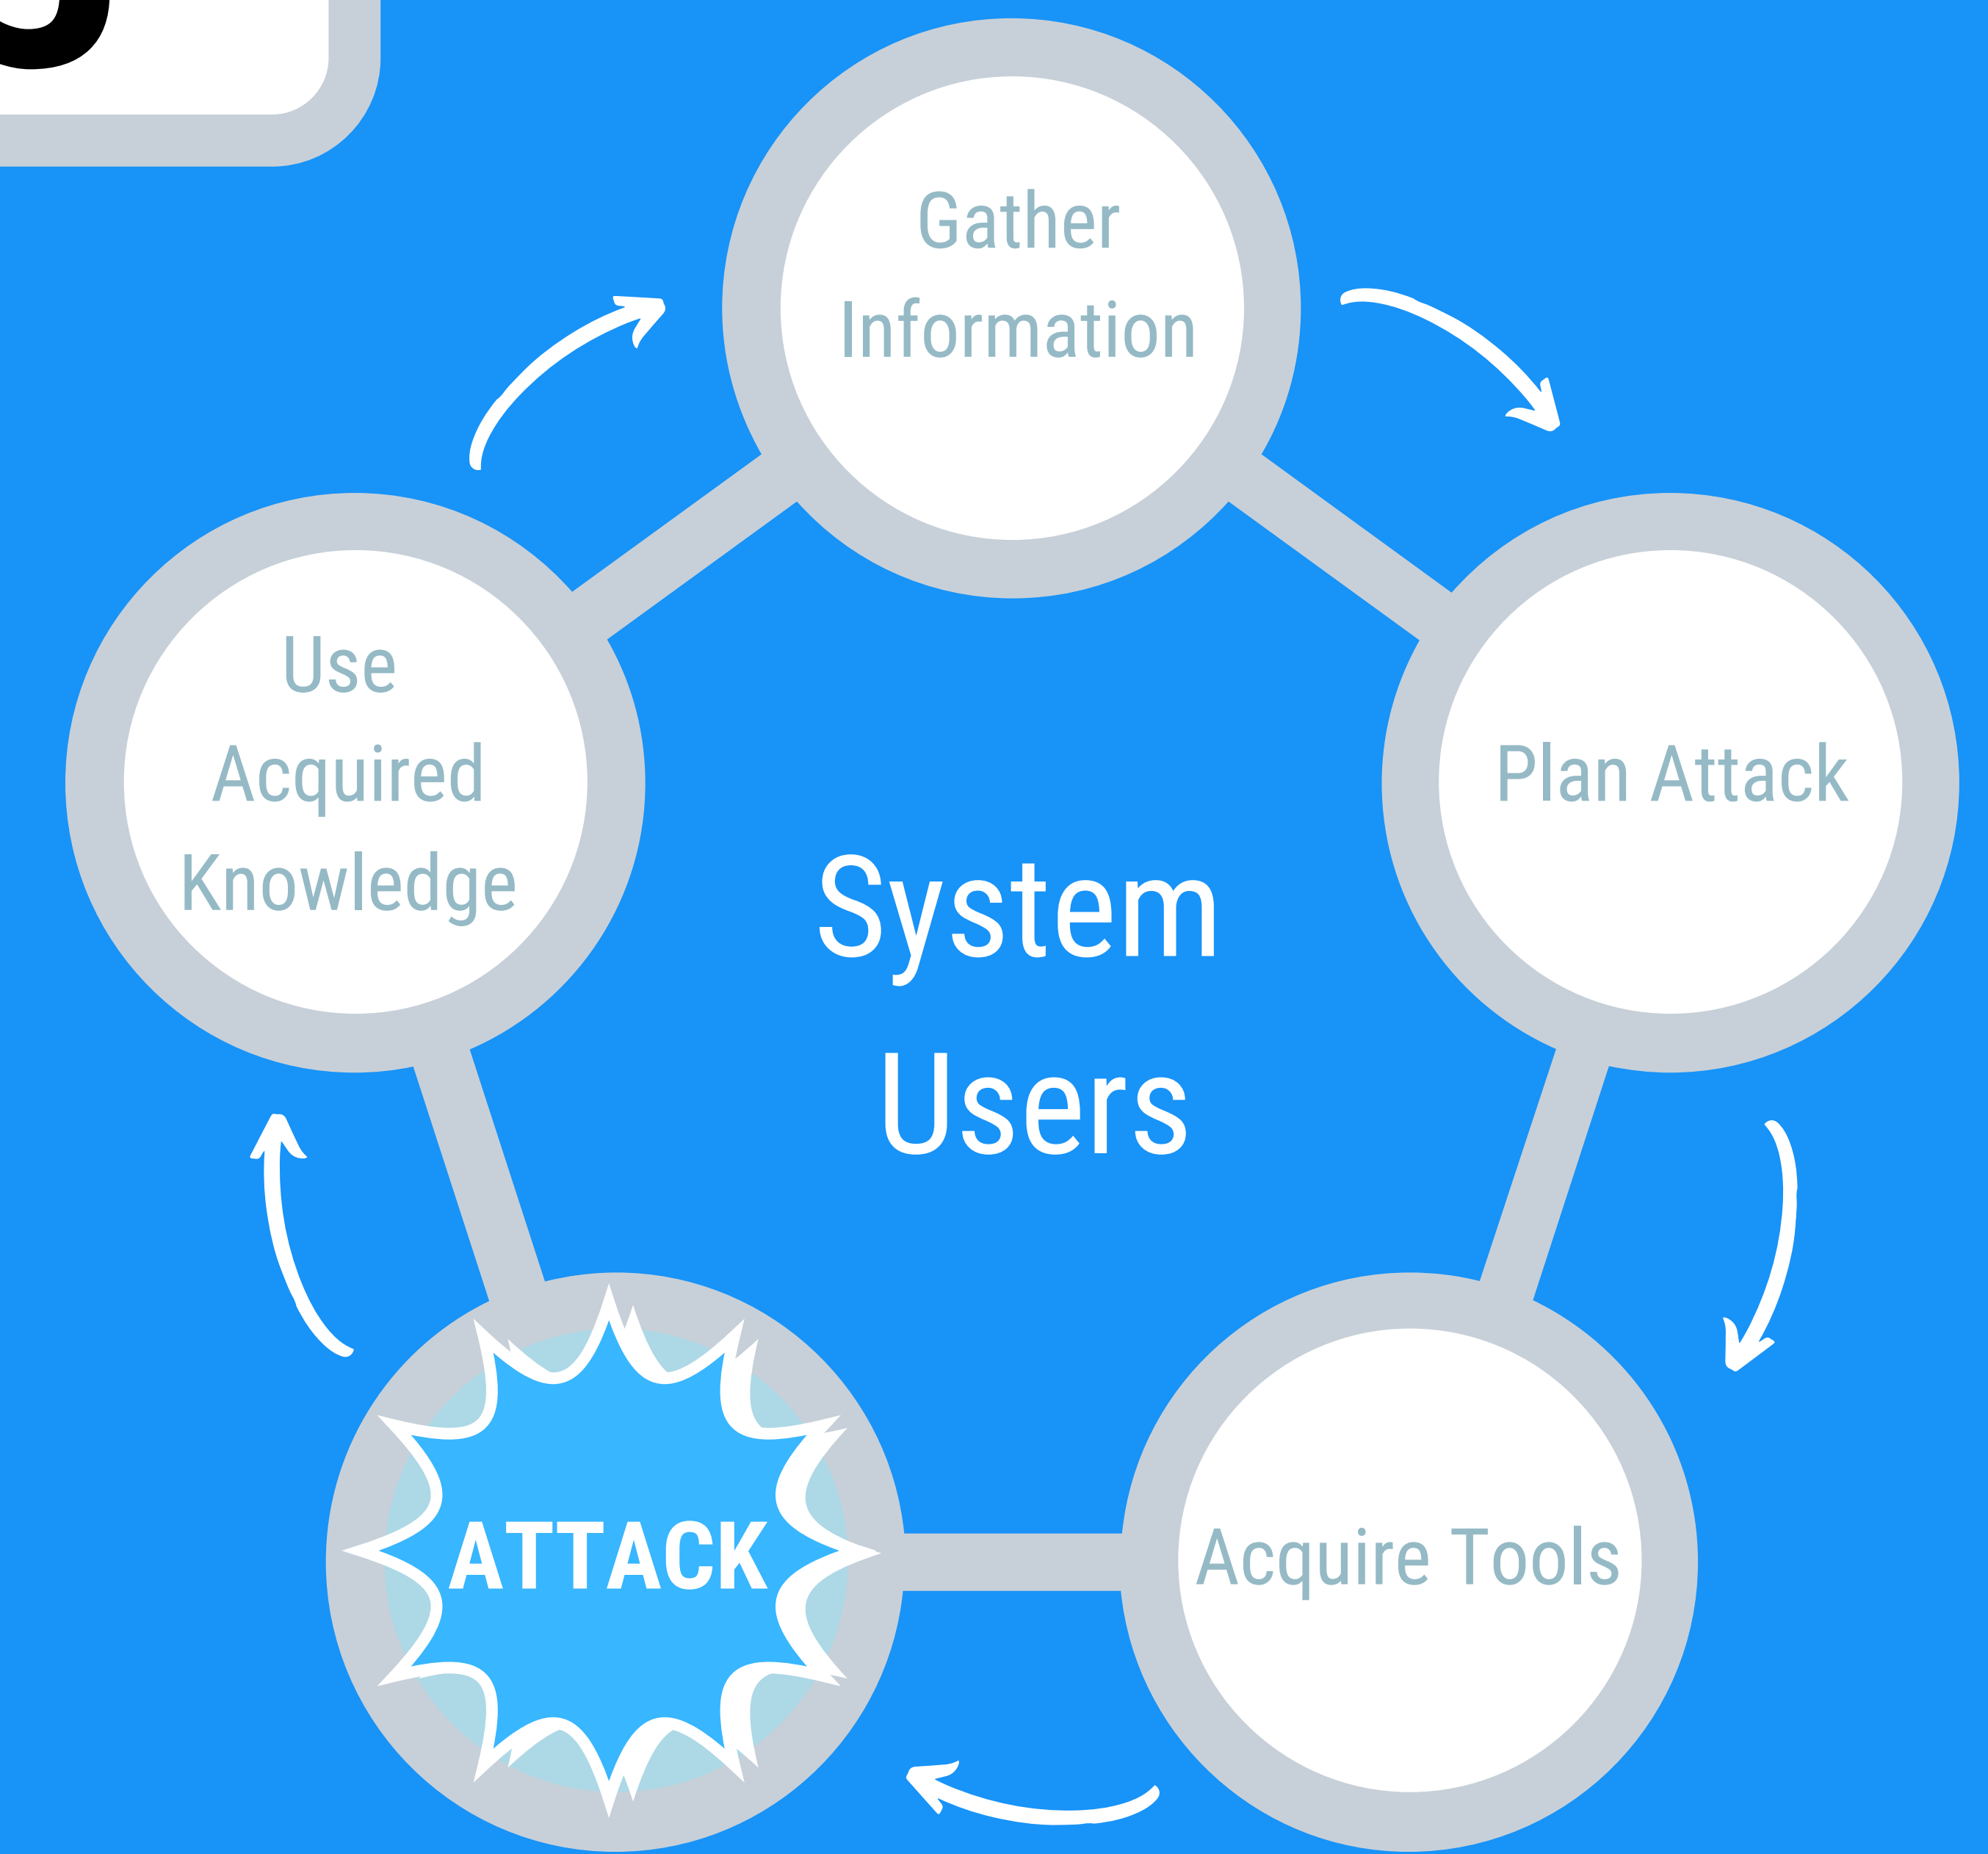 Gather
Information
Use
Acquired
Knowledge
Plan Attack
System
Users
ATTACK
Acquire Tools